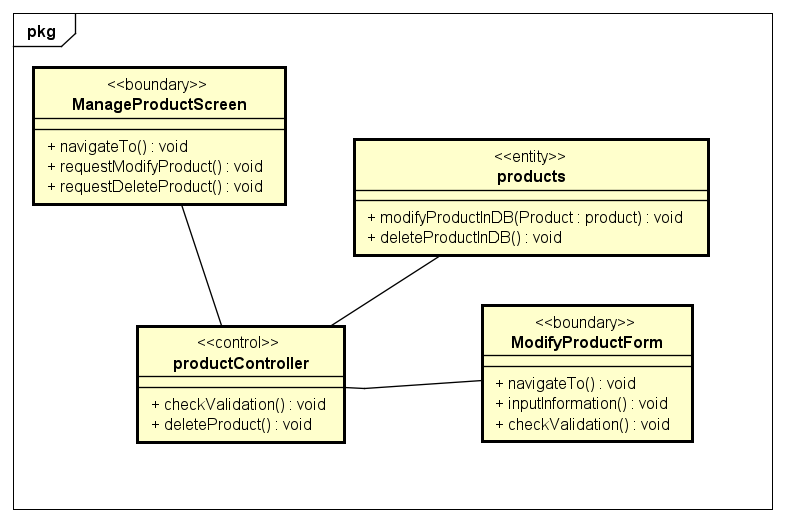 pkg
<<boundary>>
ManageProductScreen
+ navigateTo() : void
+ requestModifyProduct() : void
+ requestDeleteProduct() : void
<<entity>>
products
+ modifyProductInDB(Product : product) : void
+ deleteProductInDB() : void
<<control>>
productController
+ checkValidation() : void
+ deleteProduct() : void
<<boundary>>
ModifyProductForm
+ navigateTo() : void
+ inputInformation() : void
+ checkValidation() : void